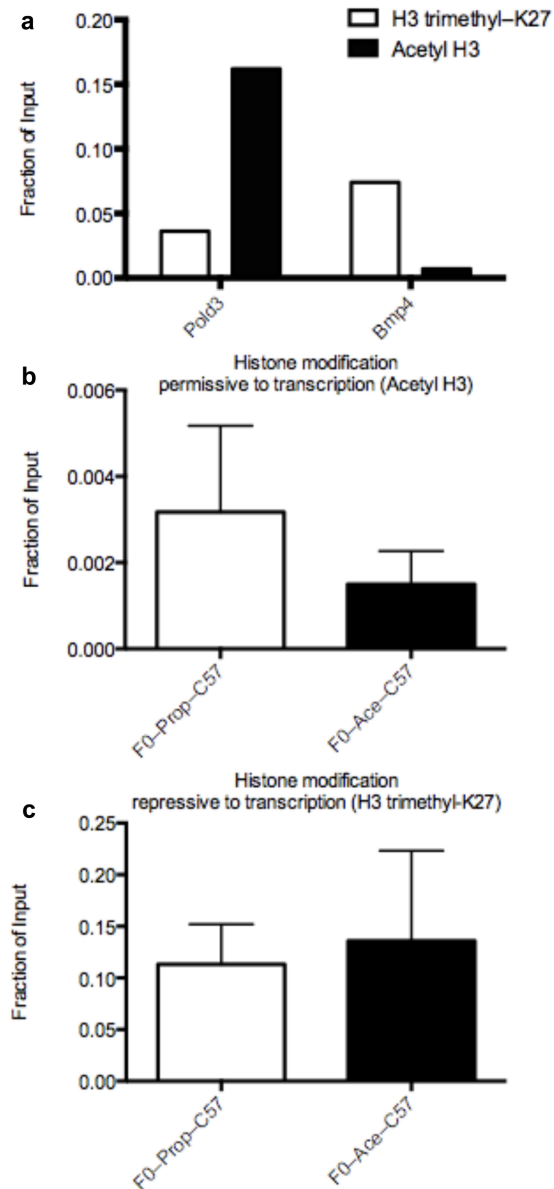 a
H3 trimethyl–K27
Acetyl H3
Fraction of Input
0.20
0.15
0.10
0.05
0.00
Pold3
Bmp4
b
Histone modification
permissive to transcription (Acetyl H3)
Fraction of Input
0.006
0.004
0.002
0.000
F0–Prop–C57
F0–Ace–C57
c
Histone modification
repressive to transcription (H3 trimethyl-K27)
Fraction of Input
0.25
0.20
0.15
0.10
0.05
0.00
F0–Prop–C57
F0–Ace–C57